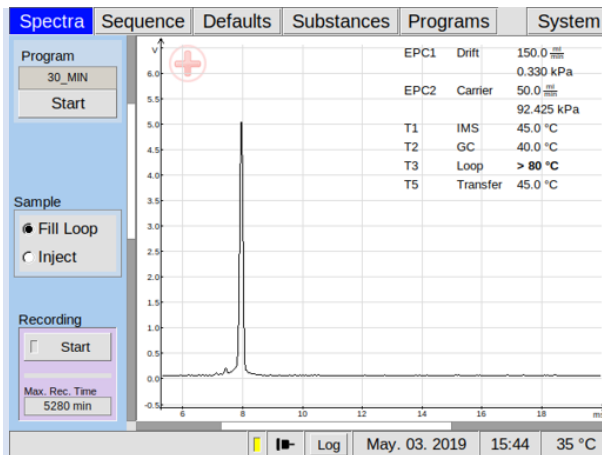 Spectra Sequence Defaults Substances Programs System
Program
30_MIN
Start
Sample
Fill Loop
Inject
Recording
Start
Max. Rec. Time
5280 min
V
6.0
5.5
5.0
4.5
4.0
3.5
3.0
2.5
2.0
1.5
1.0
0.5
0.0
-0.5
6 8 10 12 14 16 18 ms
EPC1 Drift 150.0 ml/min
0.330 kPa
EPC2 Carrier 50.0 ml/min
92.425 kPa
T1 IMS 45.0 °C
T2 GC 40.0 °C
T3 Loop > 80 °C
T5 Transfer 45.0 °C
Log May. 03. 2019 15:44 35 °C